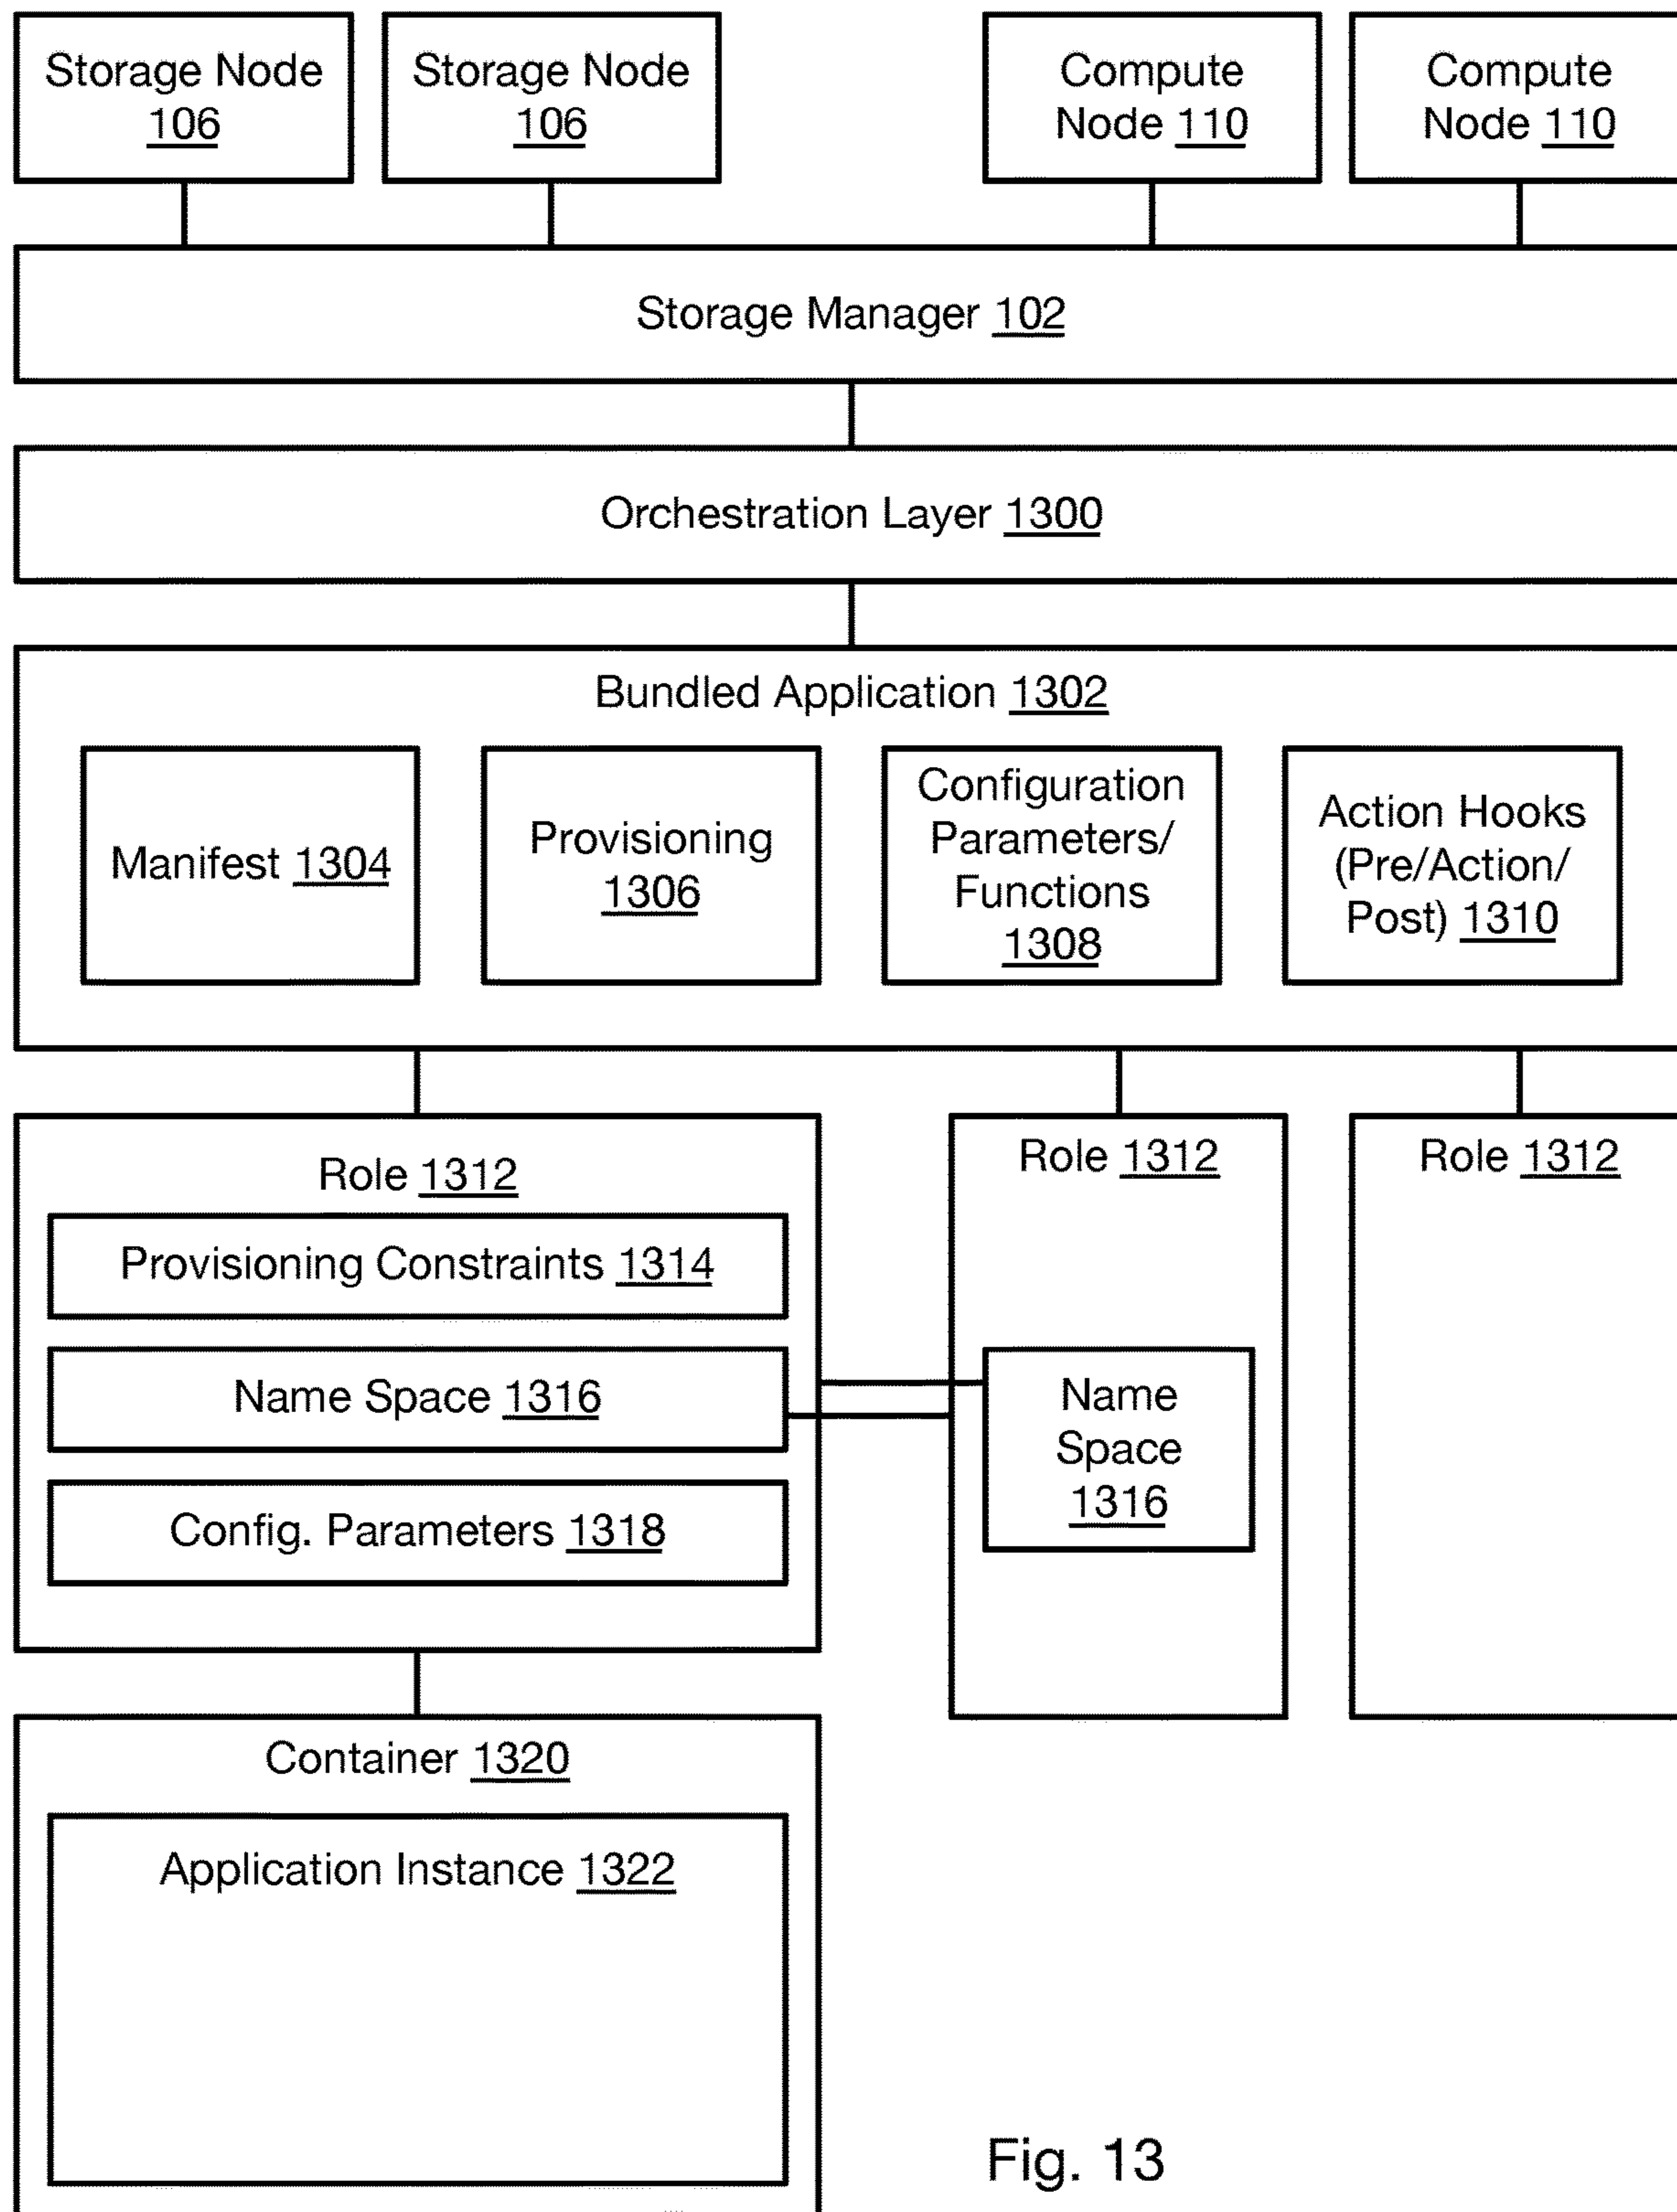 Storage Node
106
Storage Node
106
Compute
Node 110
Compute
Node 110
Storage Manager 102
Orchestration Layer 1300
Bundled Application 1302
Manifest 1304
Provisioning
1306
Configuration
Parameters/
Functions
1308
Action Hooks
(Pre/Action/
Post) 1310
Role 1312
Provisioning Constraints 1314
Name Space 1316
Config. Parameters 1318
Role 1312
Name
Space
1316
Role 1312
Container 1320
Application Instance 1322
Fig. 13